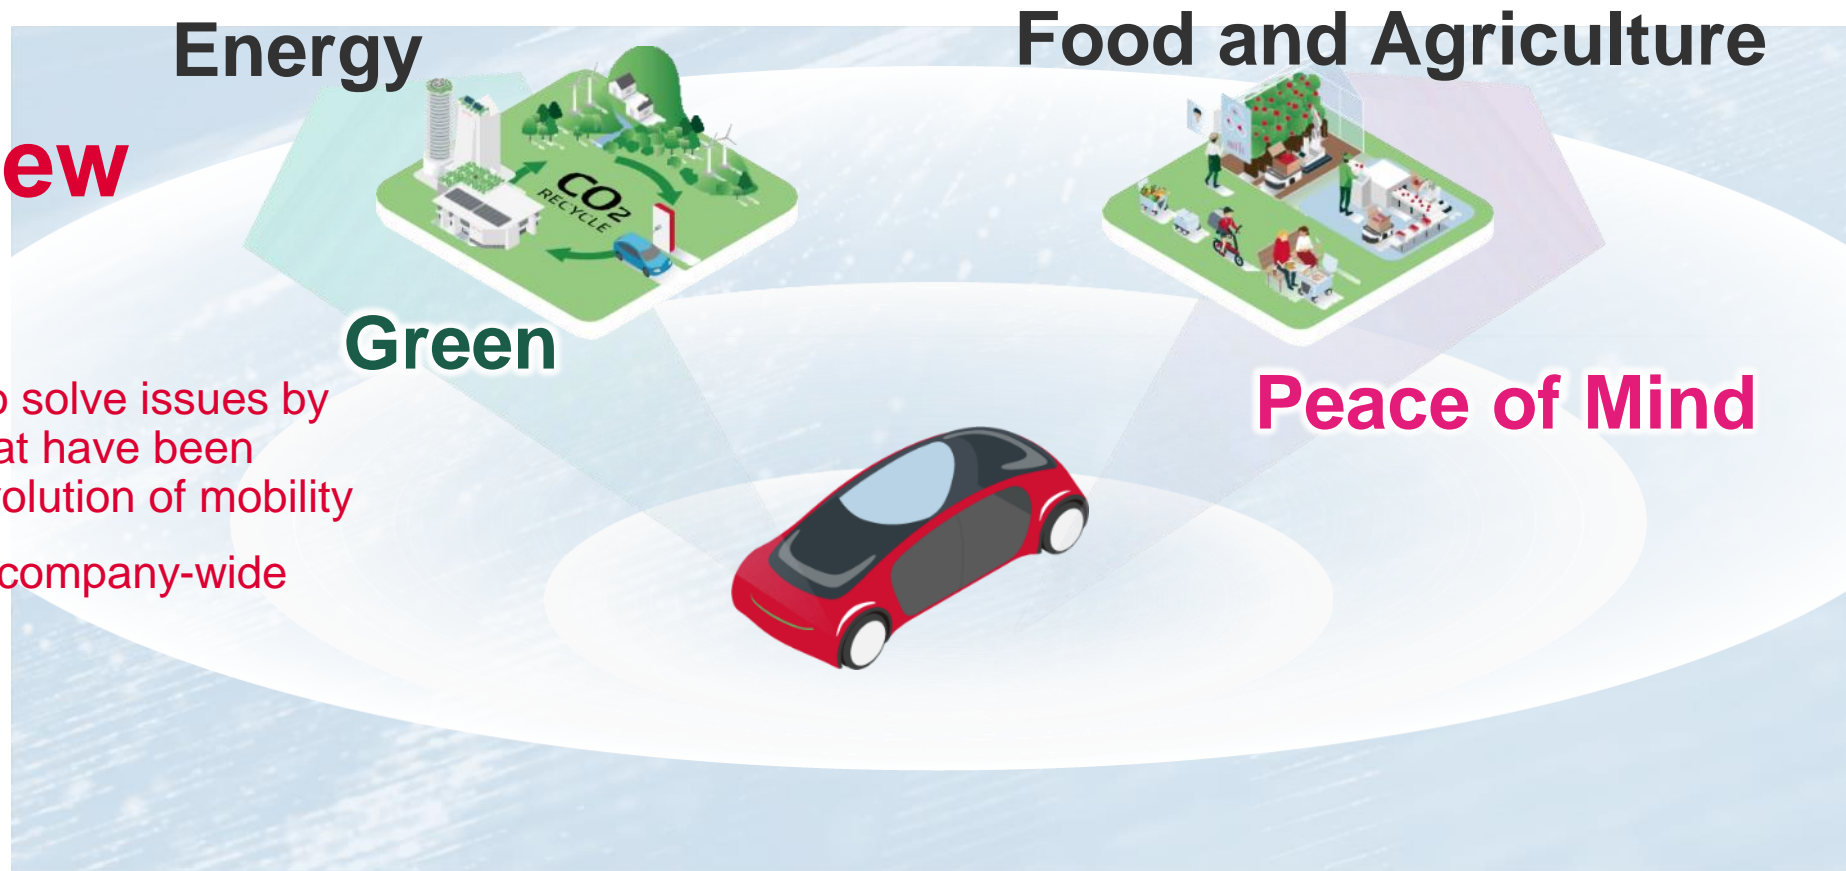 Energy
Food and Agriculture
ew
CO2
RECYCLE
Green
Peace of Mind
o solve issues by
at have been
volution of mobility
company-wide